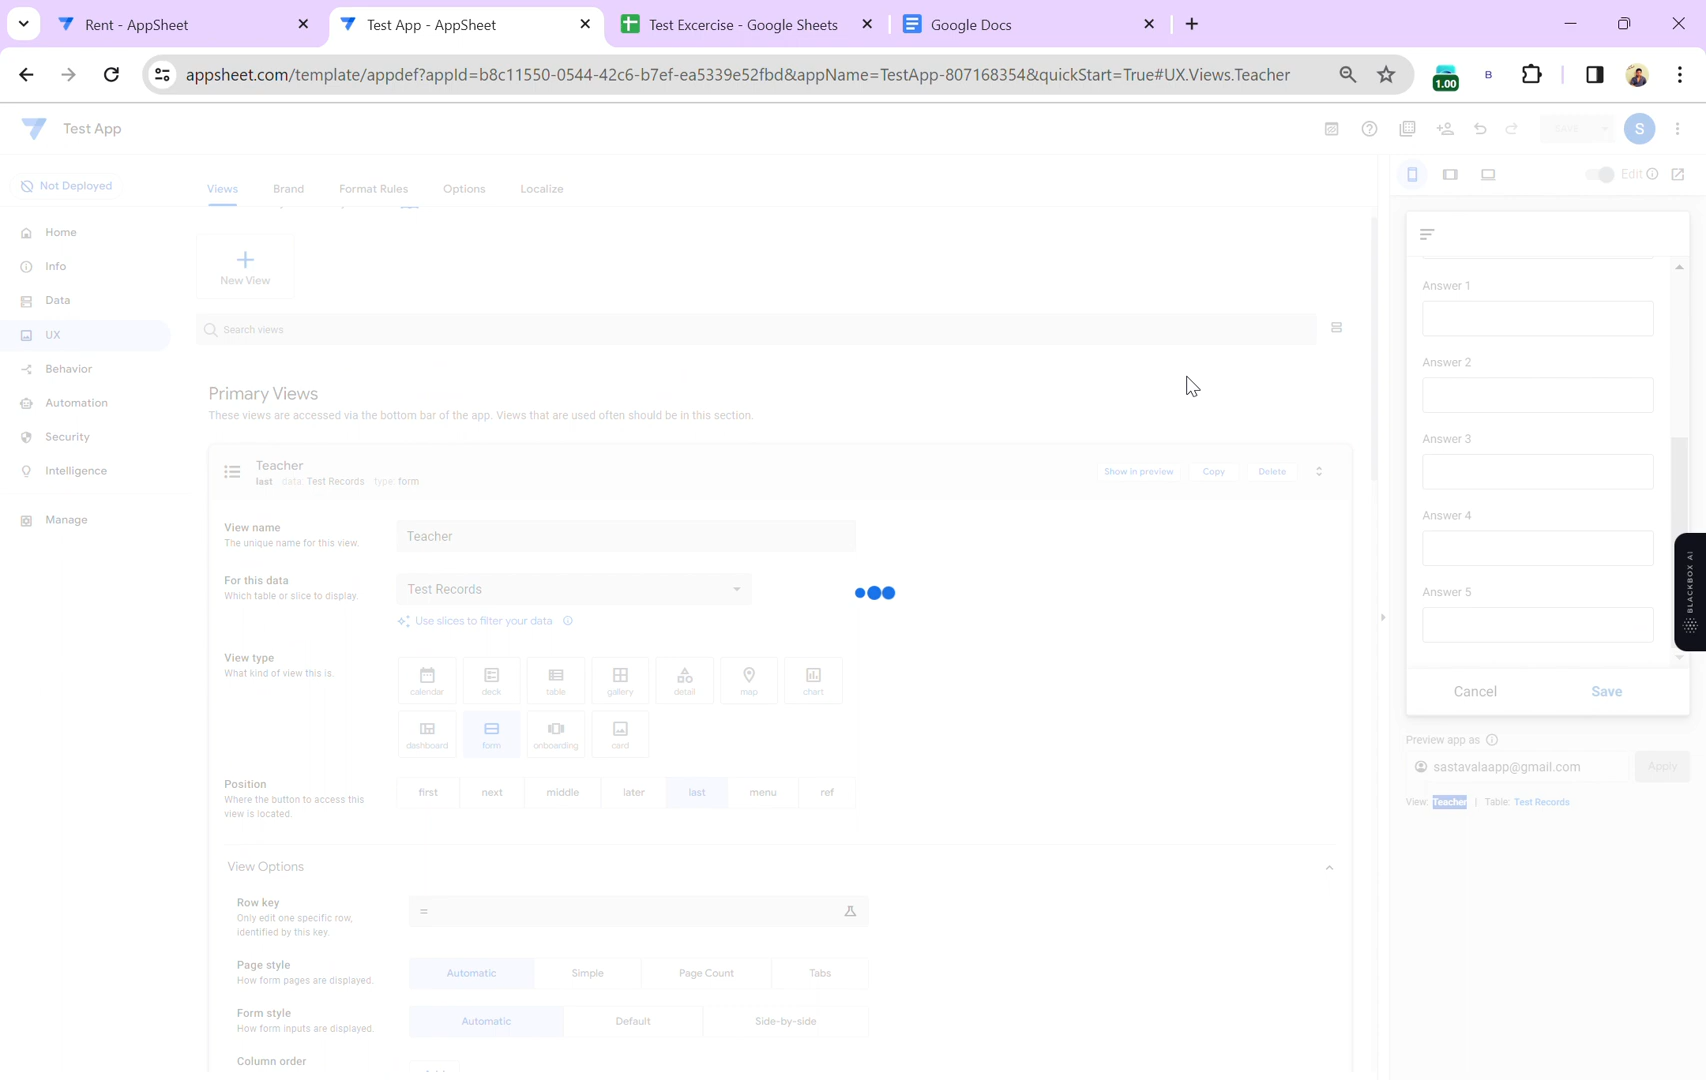 Rent - AppSheet
Test App - AppSheet
Test Excercise - Google Sheets
Google Docs
appsheet.com/template/appdef?appId=b8c11550-0544-42c6-b7ef-ea5339e52fbd&appName=TestApp-807168354&quickStart=True#UX.Views.Teacher
1.00
B
Test App
S
Not Deployed
Views
Brand
Format Rules
Options
Localize
Edit
Home
Info
Data
UX
Behavior
Automation
Security
Intelligence
Manage
New View
Search views
Primary Views
These views are accessed via the bottom bar of the app. Views that are used often should be in this section.
Teacher
last data: Test Records type: form
Show in preview
Copy
Delete
View name
The unique name for this view.
Teacher
For this data
Which table or slice to display.
Test Records
Use slices to filter your data
View type
What kind of view this is.
calendar
deck
table
gallery
detail
map
chart
dashboard
form
onboarding
card
Position
Where the button to access this
view is located.
first
next
middle
later
last
menu
ref
View Options
Row key
Only edit one specific row,
identified by this key.
=
Page style
How form pages are displayed.
Automatic
Simple
Page Count
Tabs
Form style
How form inputs are displayed.
Automatic
Default
Side-by-side
Column order
Answer 1
Answer 2
Answer 3
Answer 4
Answer 5
Cancel
Save
Preview app as
sastavalaapp@gmail.com
Apply
View: Teacher | Table: Test Records
BLACKBOX AI